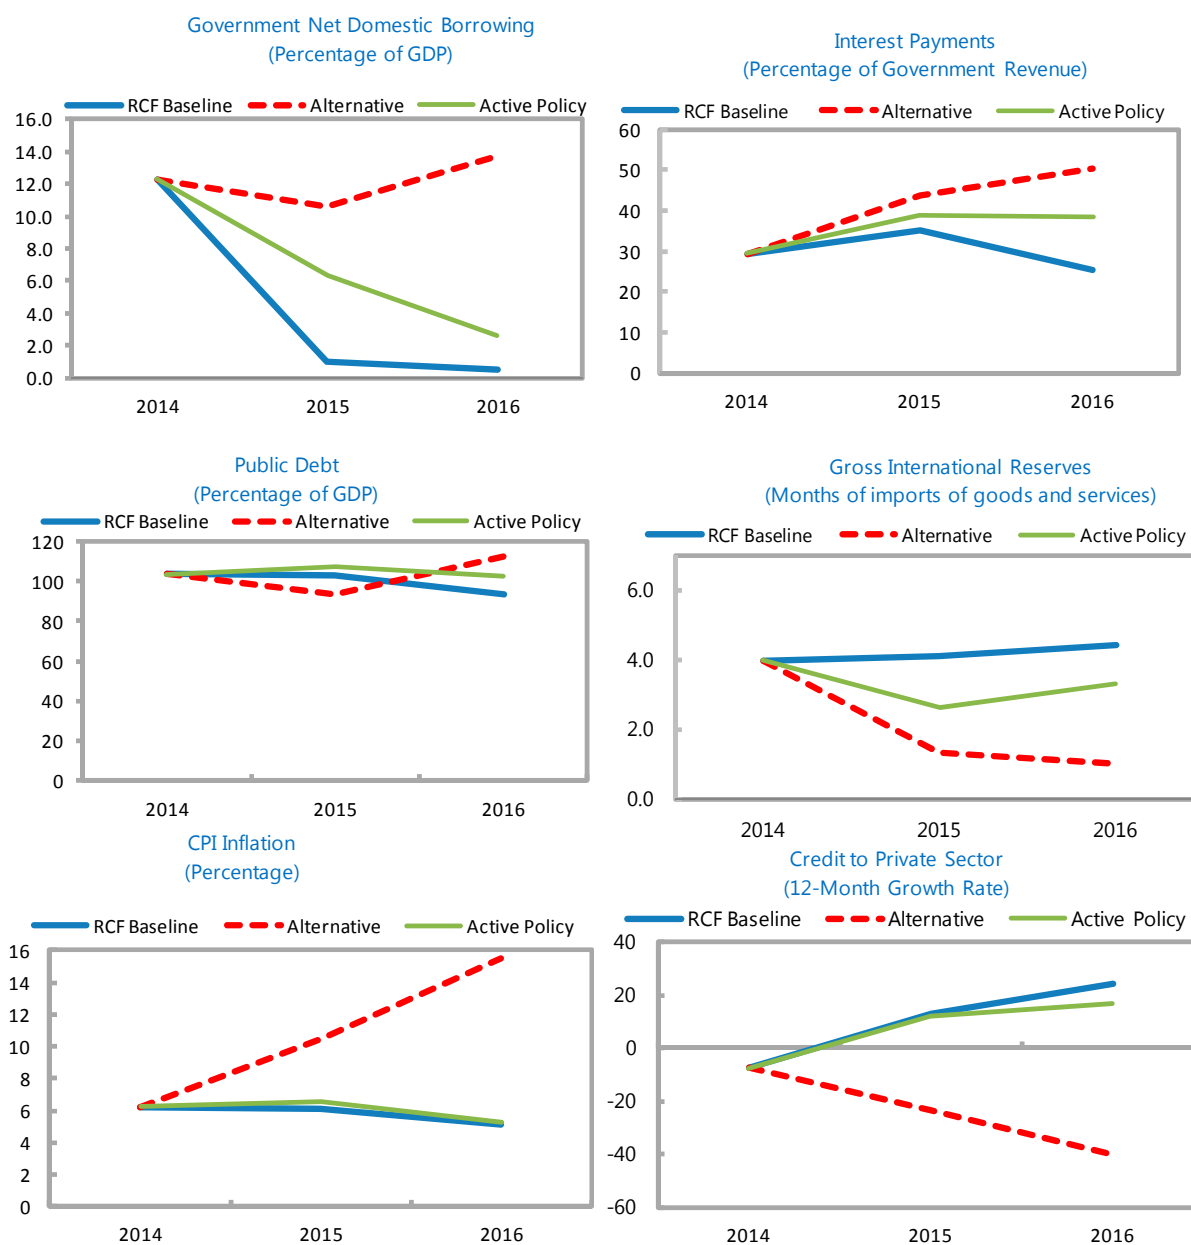 Government Net Domestic Borrowing
(Percentage of GDP)
RCF Baseline Alternative Active Policy
16.0
14.0
12.0
10.0
8.0
6.0
4.0
2.0
0.0
2014 2015 2016
Interest Payments
(Percentage of Government Revenue)
RCF Baseline Alternative Active Policy
60
50
40
30
20
10
0
2014 2015 2016
Public Debt
(Percentage of GDP)
RCF Baseline Alternative Active Policy
120
100
80
60
40
20
0
2014 2015 2016
Gross International Reserves
(Months of imports of goods and services)
RCF Baseline Alternative Active Policy
6.0
4.0
2.0
0.0
2014 2015 2016
CPI Inflation
(Percentage)
RCF Baseline Alternative Active Policy
16
14
12
10
8
6
4
2
0
2014 2015 2016
Credit to Private Sector
(12-Month Growth Rate)
RCF Baseline Alternative Active Policy
40
20
0
-20
-40
-60
2014 2015 2016